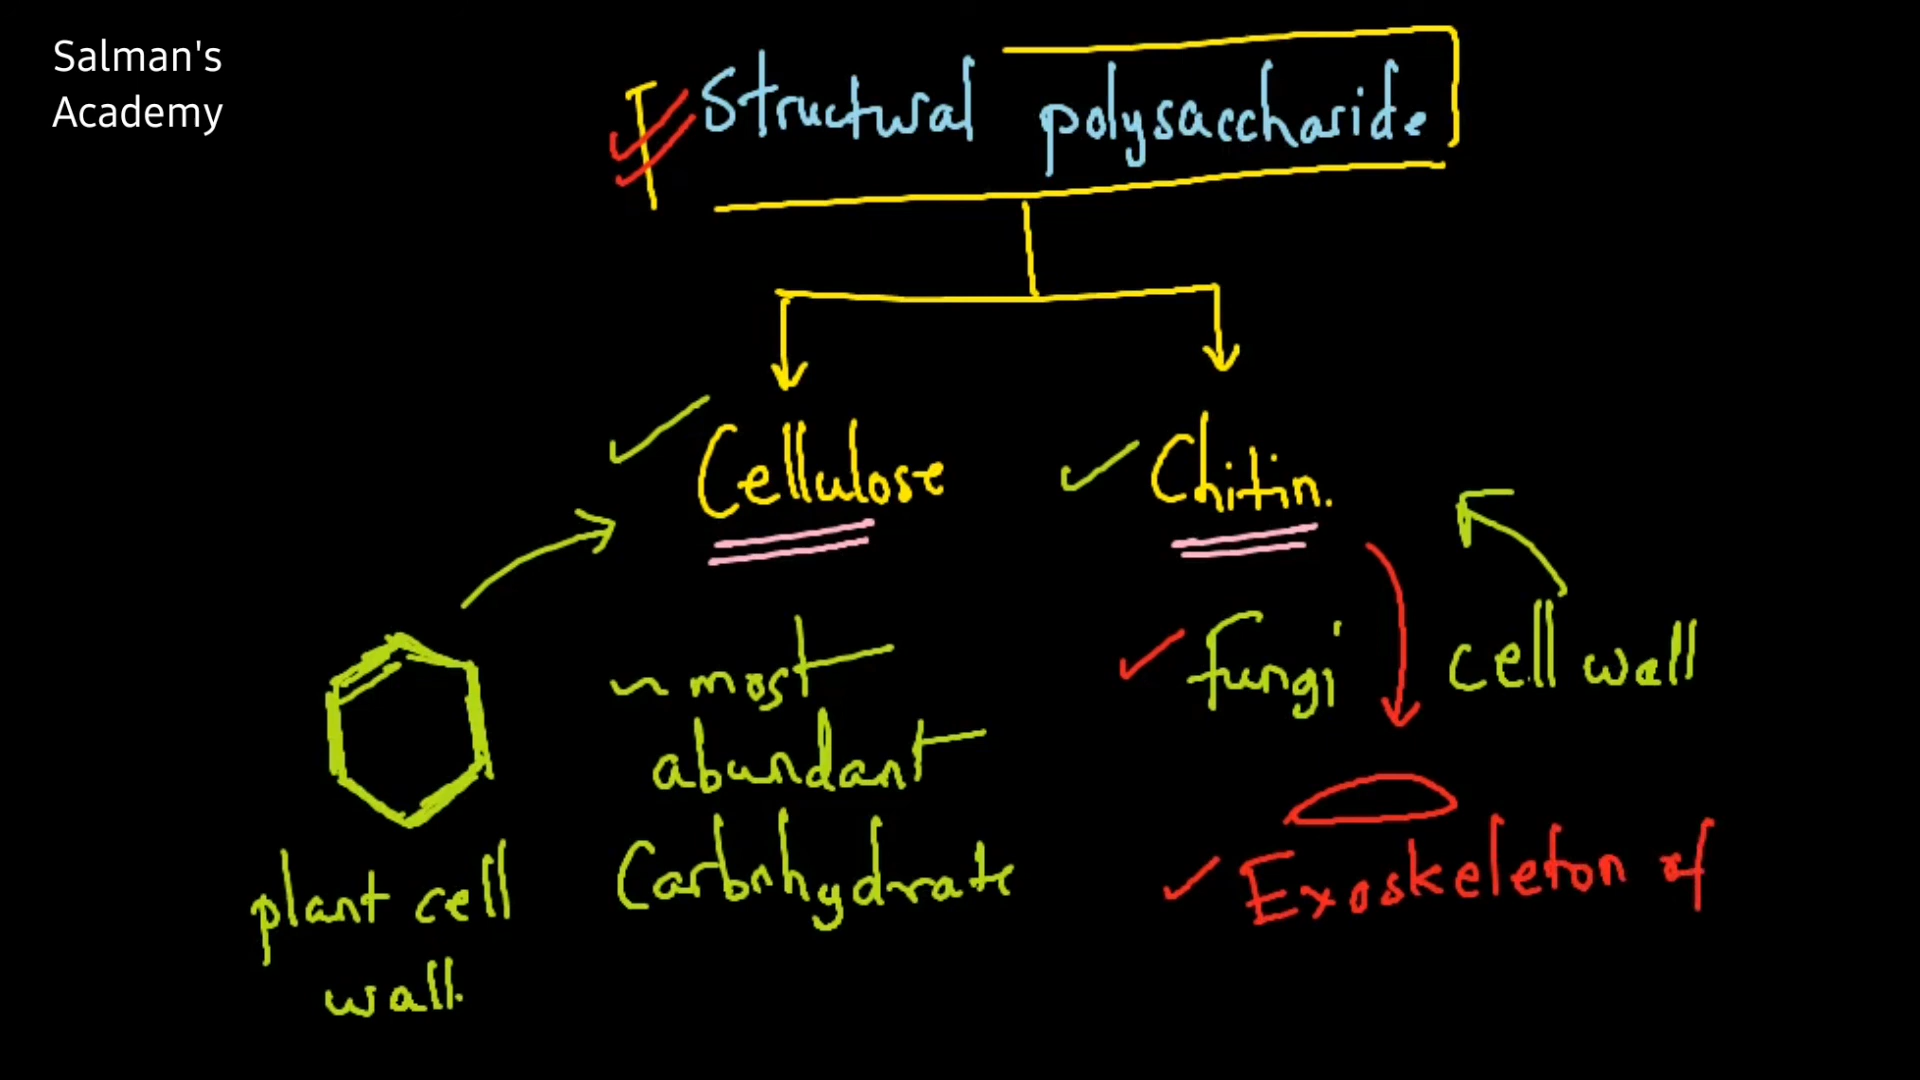 Salman's
Academy
Structural polysaccharide
Cellulose
Chitin.
most
abundant
Carbohydrate
fungi
cell wall
plant cell
wall.
Exoskeleton of